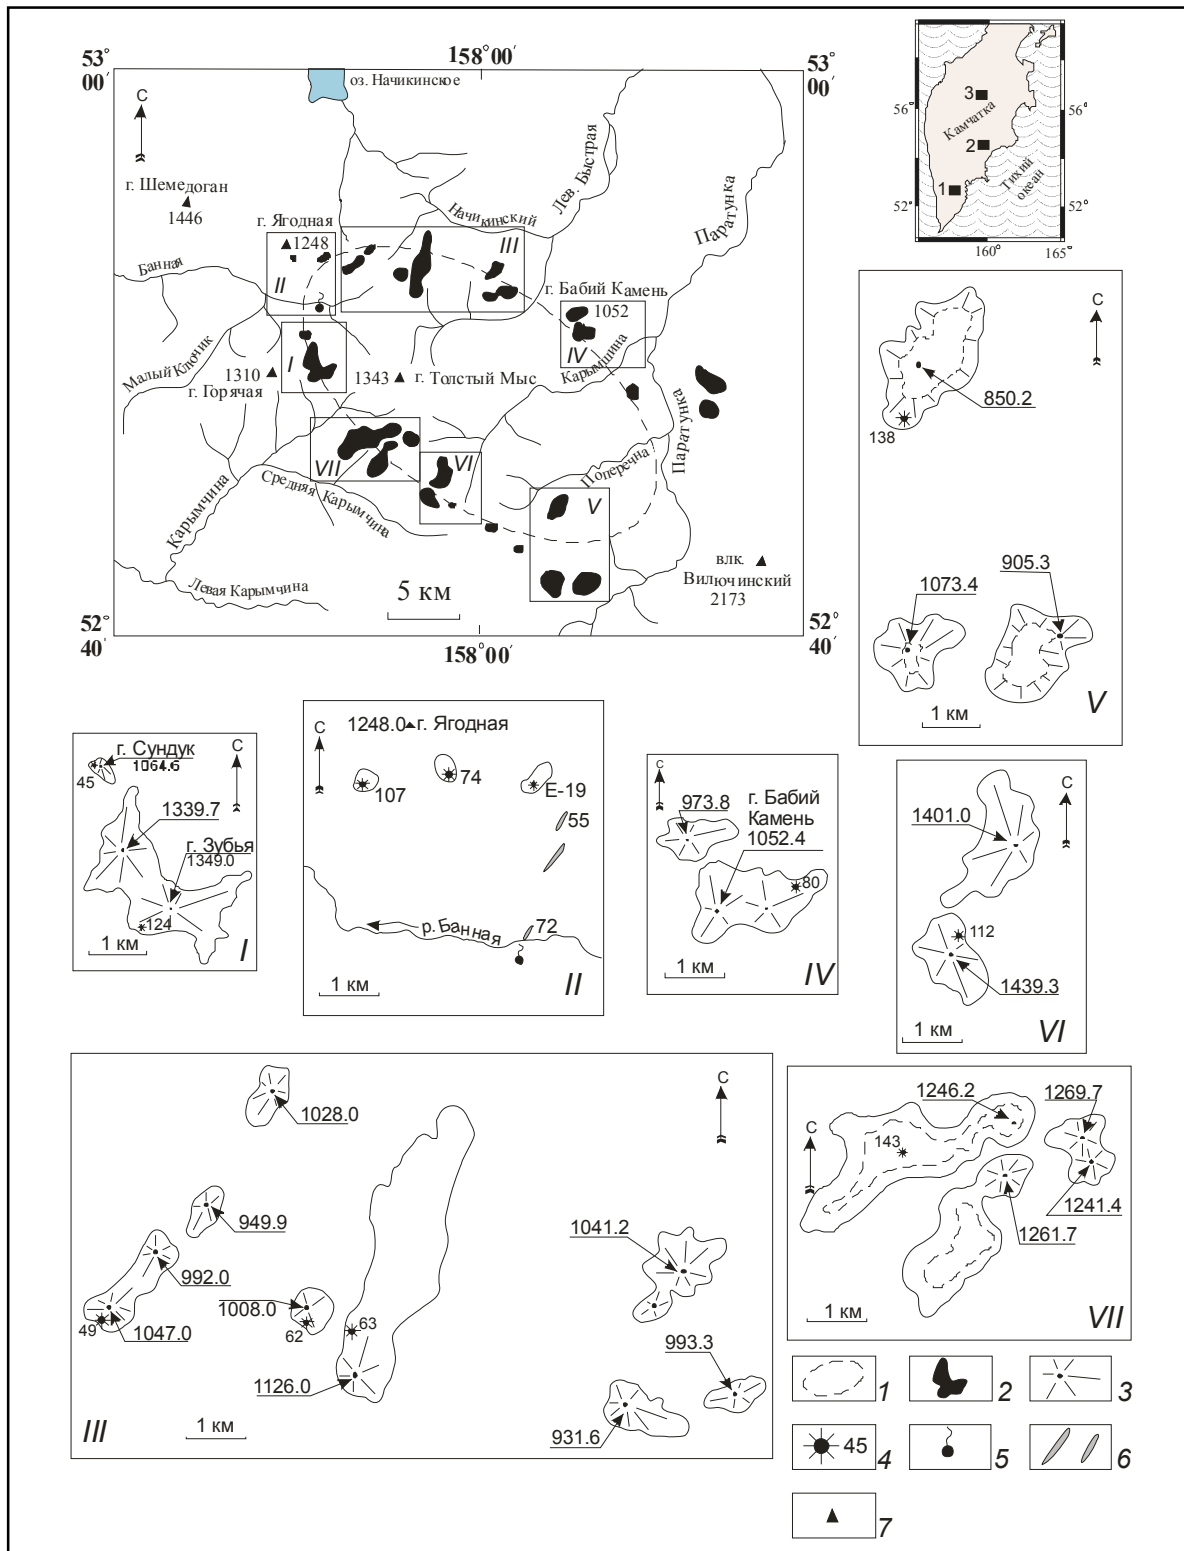 53°
00′
158°00′
53°
00′
оз. Начикинское
С
г. Шемедоган
1446
г. Ягодная
1248
Банная
II
Начикинский
Лев. Быстрая
Паратунка
III
г. Бабий Камень
1052
IV
Малый Ключик
1310
г. Горячая
I
1343
г. Толстый Мыс
Карымшина
Паратунка
VII
VI
Поперечна
V
Карымчина
Средняя Карымчина
Левая Карымчина
5 км
влк.
Вилючинский
2173
52°
40′
158°00′
52°
40′
56°
52°
3
Камчатка
2
1
Тихий
океан
56°
52°
160°
165°
С
850.2
138
1073.4
905.3
1 км
V
г. Сундук
1064.6
45
С
1339.7
г. Зубья
1349.0
124
1 км
I
С
1248.0
г. Ягодная
107
74
Е-19
55
р. Банная
72
1 км
II
С
973.8
г. Бабий
Камень
1052.4
80
1 км
IV
С
1401.0
112
1439.3
1 км
VI
С
1028.0
949.9
992.0
49
1047.0
1008.0
62
63
1126.0
1041.2
993.3
931.6
1 км
III
С
1246.2
1269.7
143
1241.4
1261.7
1 км
VII
1
2
3
45
4
5
6
7